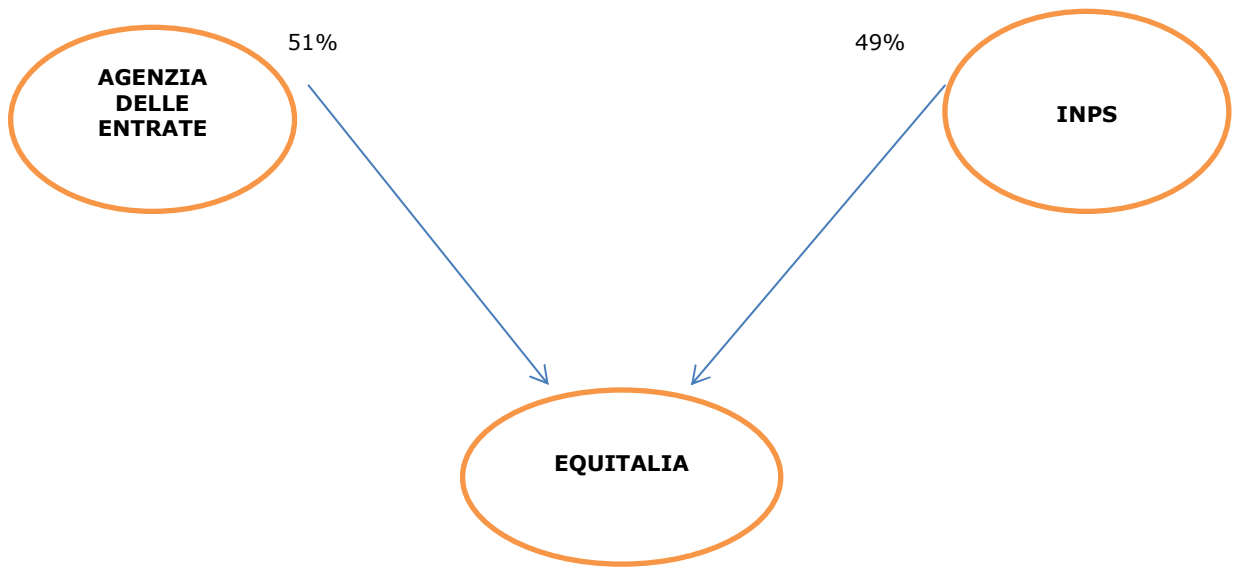 51%
49%
AGENZIA
DELLE
ENTRATE
INPS
EQUITALIA